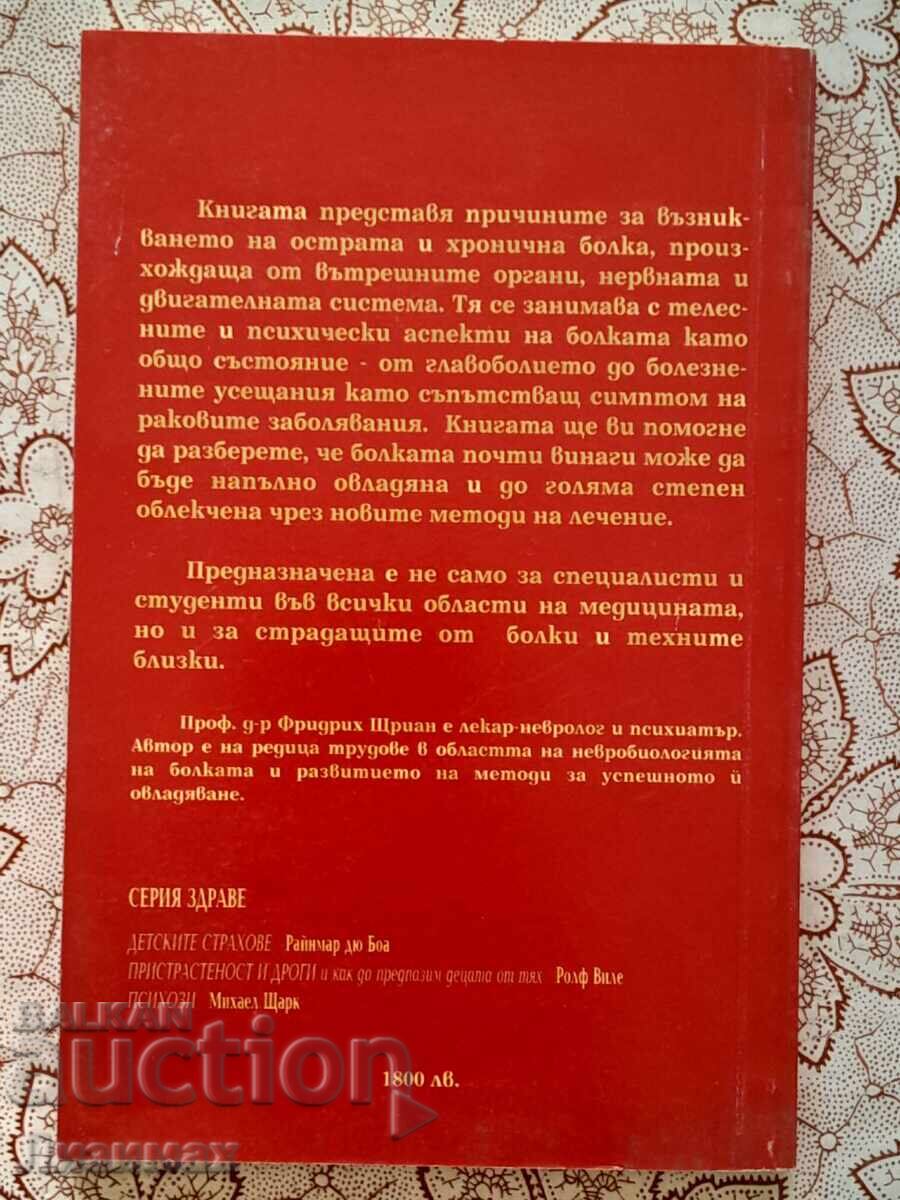 Книгата представя причините за възник-
ването на острата и хронична болка, произ-
хождаща от вътрешните органи, нервната и
двигателната система. Тя се занимава с телес-
ните и психически аспекти на болката като
общо състояние - от главоболието до болезне-
ните усещания като съпътстващ симптом на
раковите заболявания. Книгата ще ви помогне
да разберете, че болката почти винаги може да
бъде напълно овладяна и до голяма степен
облекчена чрез новите методи на лечение.
Предназначена е не само за специалисти и
студенти във всички области на медицината,
но и за страдащите от болки и техните
близки.
Проф. д-р Фридрих Щриан е лекар-невролог и психиатър.
Автор е на редица трудове в областта на невробиологията
на болката и развитието на методи за успешното ѝ
овладяване.
СЕРИЯ ЗДРАВЕ
ДЕТСКИТЕ СТРАХОВЕ Райнмар дю Боа
ПРИСТРАСТЕНОСТ И ДРОГИ и как да предпазим децата от тях Ролф Виле
ПСИХОЗИ Михаел Щарк
BALKAN
auction
1800 лв.
Виаимах